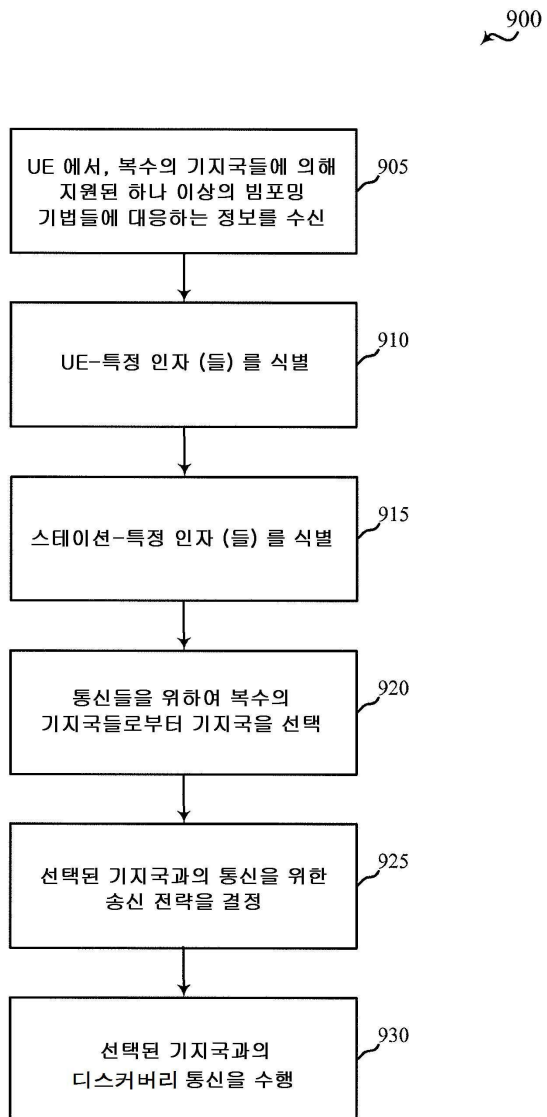 900
UE 에서, 복수의 기지국들에 의해
지원된 하나 이상의 빔포밍
기법들에 대응하는 정보를 수신
905
UE-특정 인자 (들) 를 식별
910
스테이션-특정 인자 (들) 를 식별
915
통신들을 위하여 복수의
기지국들로부터 기지국을 선택
920
선택된 기지국과의 통신을 위한
송신 전략을 결정
925
선택된 기지국과의
디스커버리 통신을 수행
930